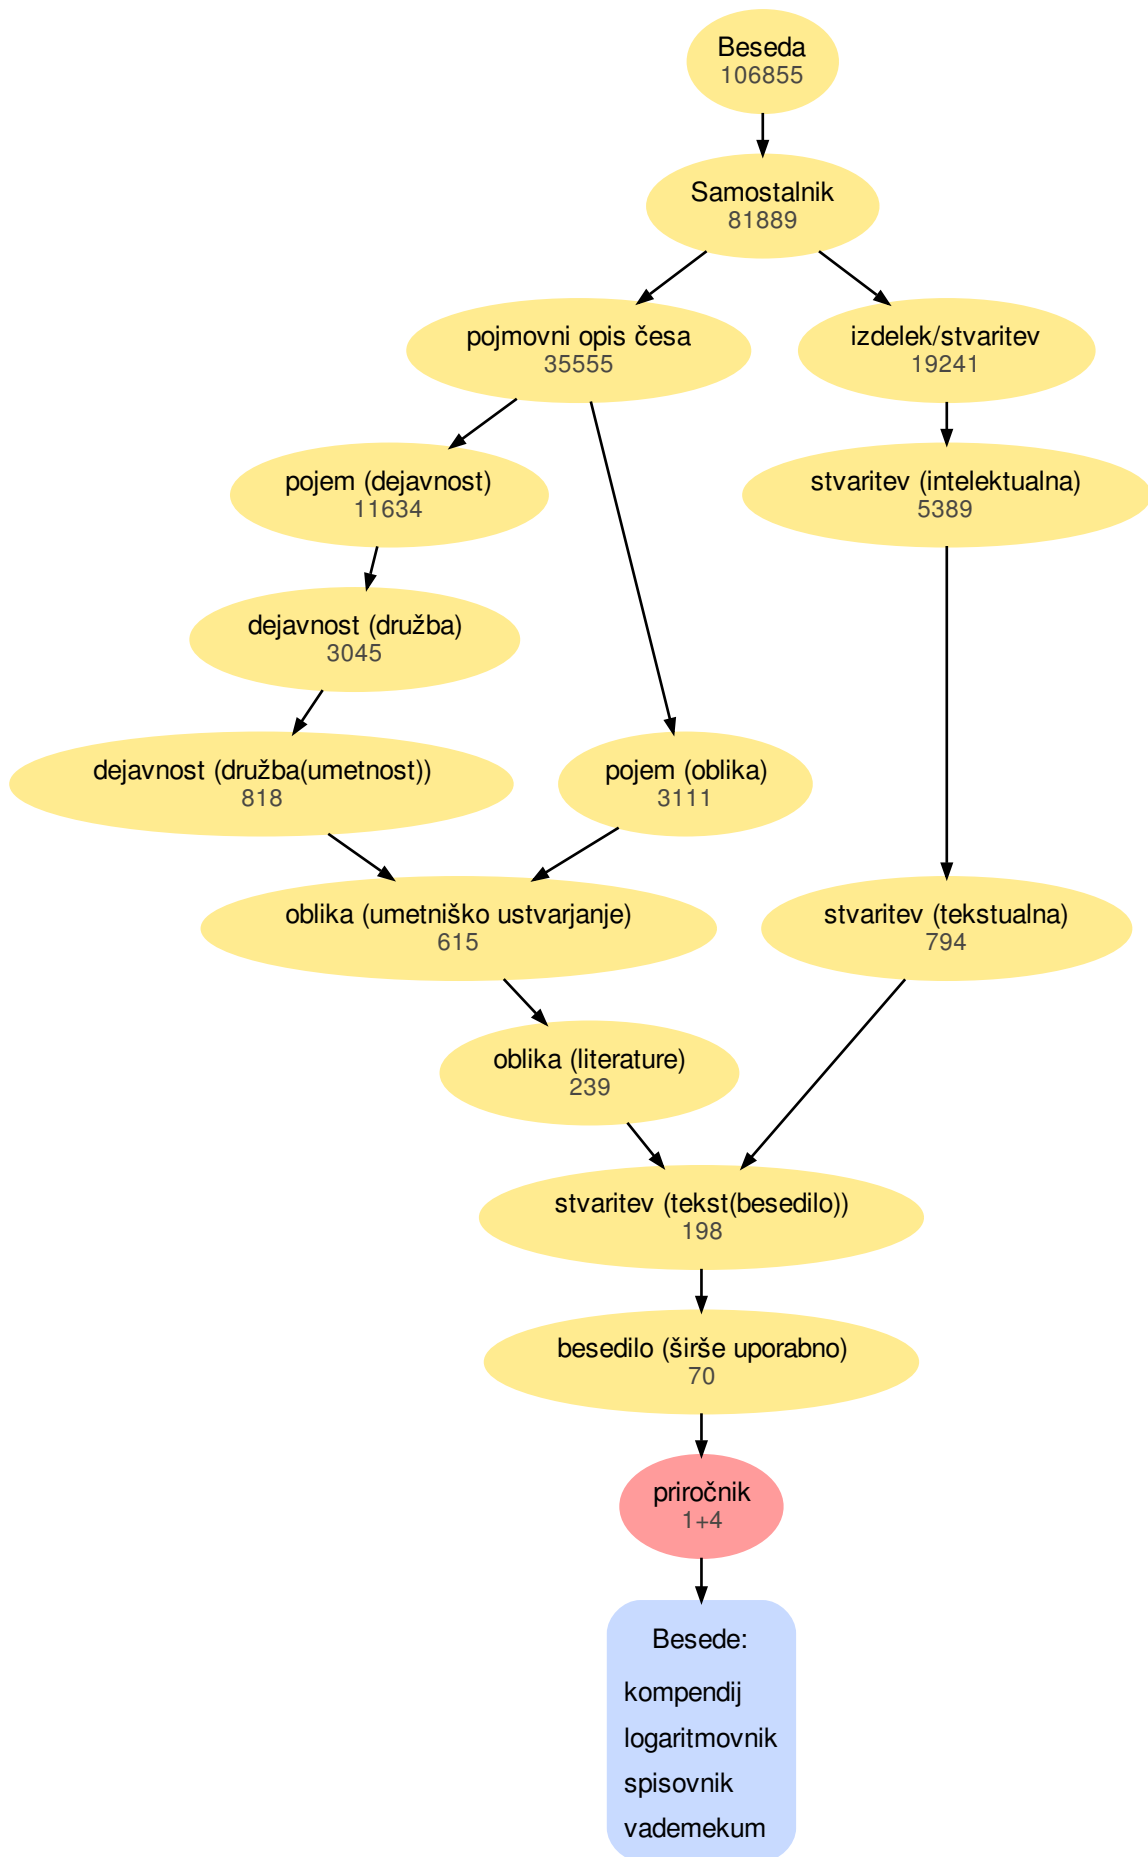 Beseda
106855
Samostalnik
81889
pojmovni opis česa
35555
izdelek/stvaritev
19241
pojem (dejavnost)
11634
stvaritev (intelektualna)
5389
dejavnost (družba)
3045
dejavnost (družba(umetnost))
818
pojem (oblika)
3111
oblika (umetniško ustvarjanje)
615
stvaritev (tekstualna)
794
oblika (literature)
239
stvaritev (tekst(besedilo))
198
besedilo (širše uporabno)
70
priročnik
1+4
Besede:
kompendij
logaritmovnik
spisovnik
vademekum